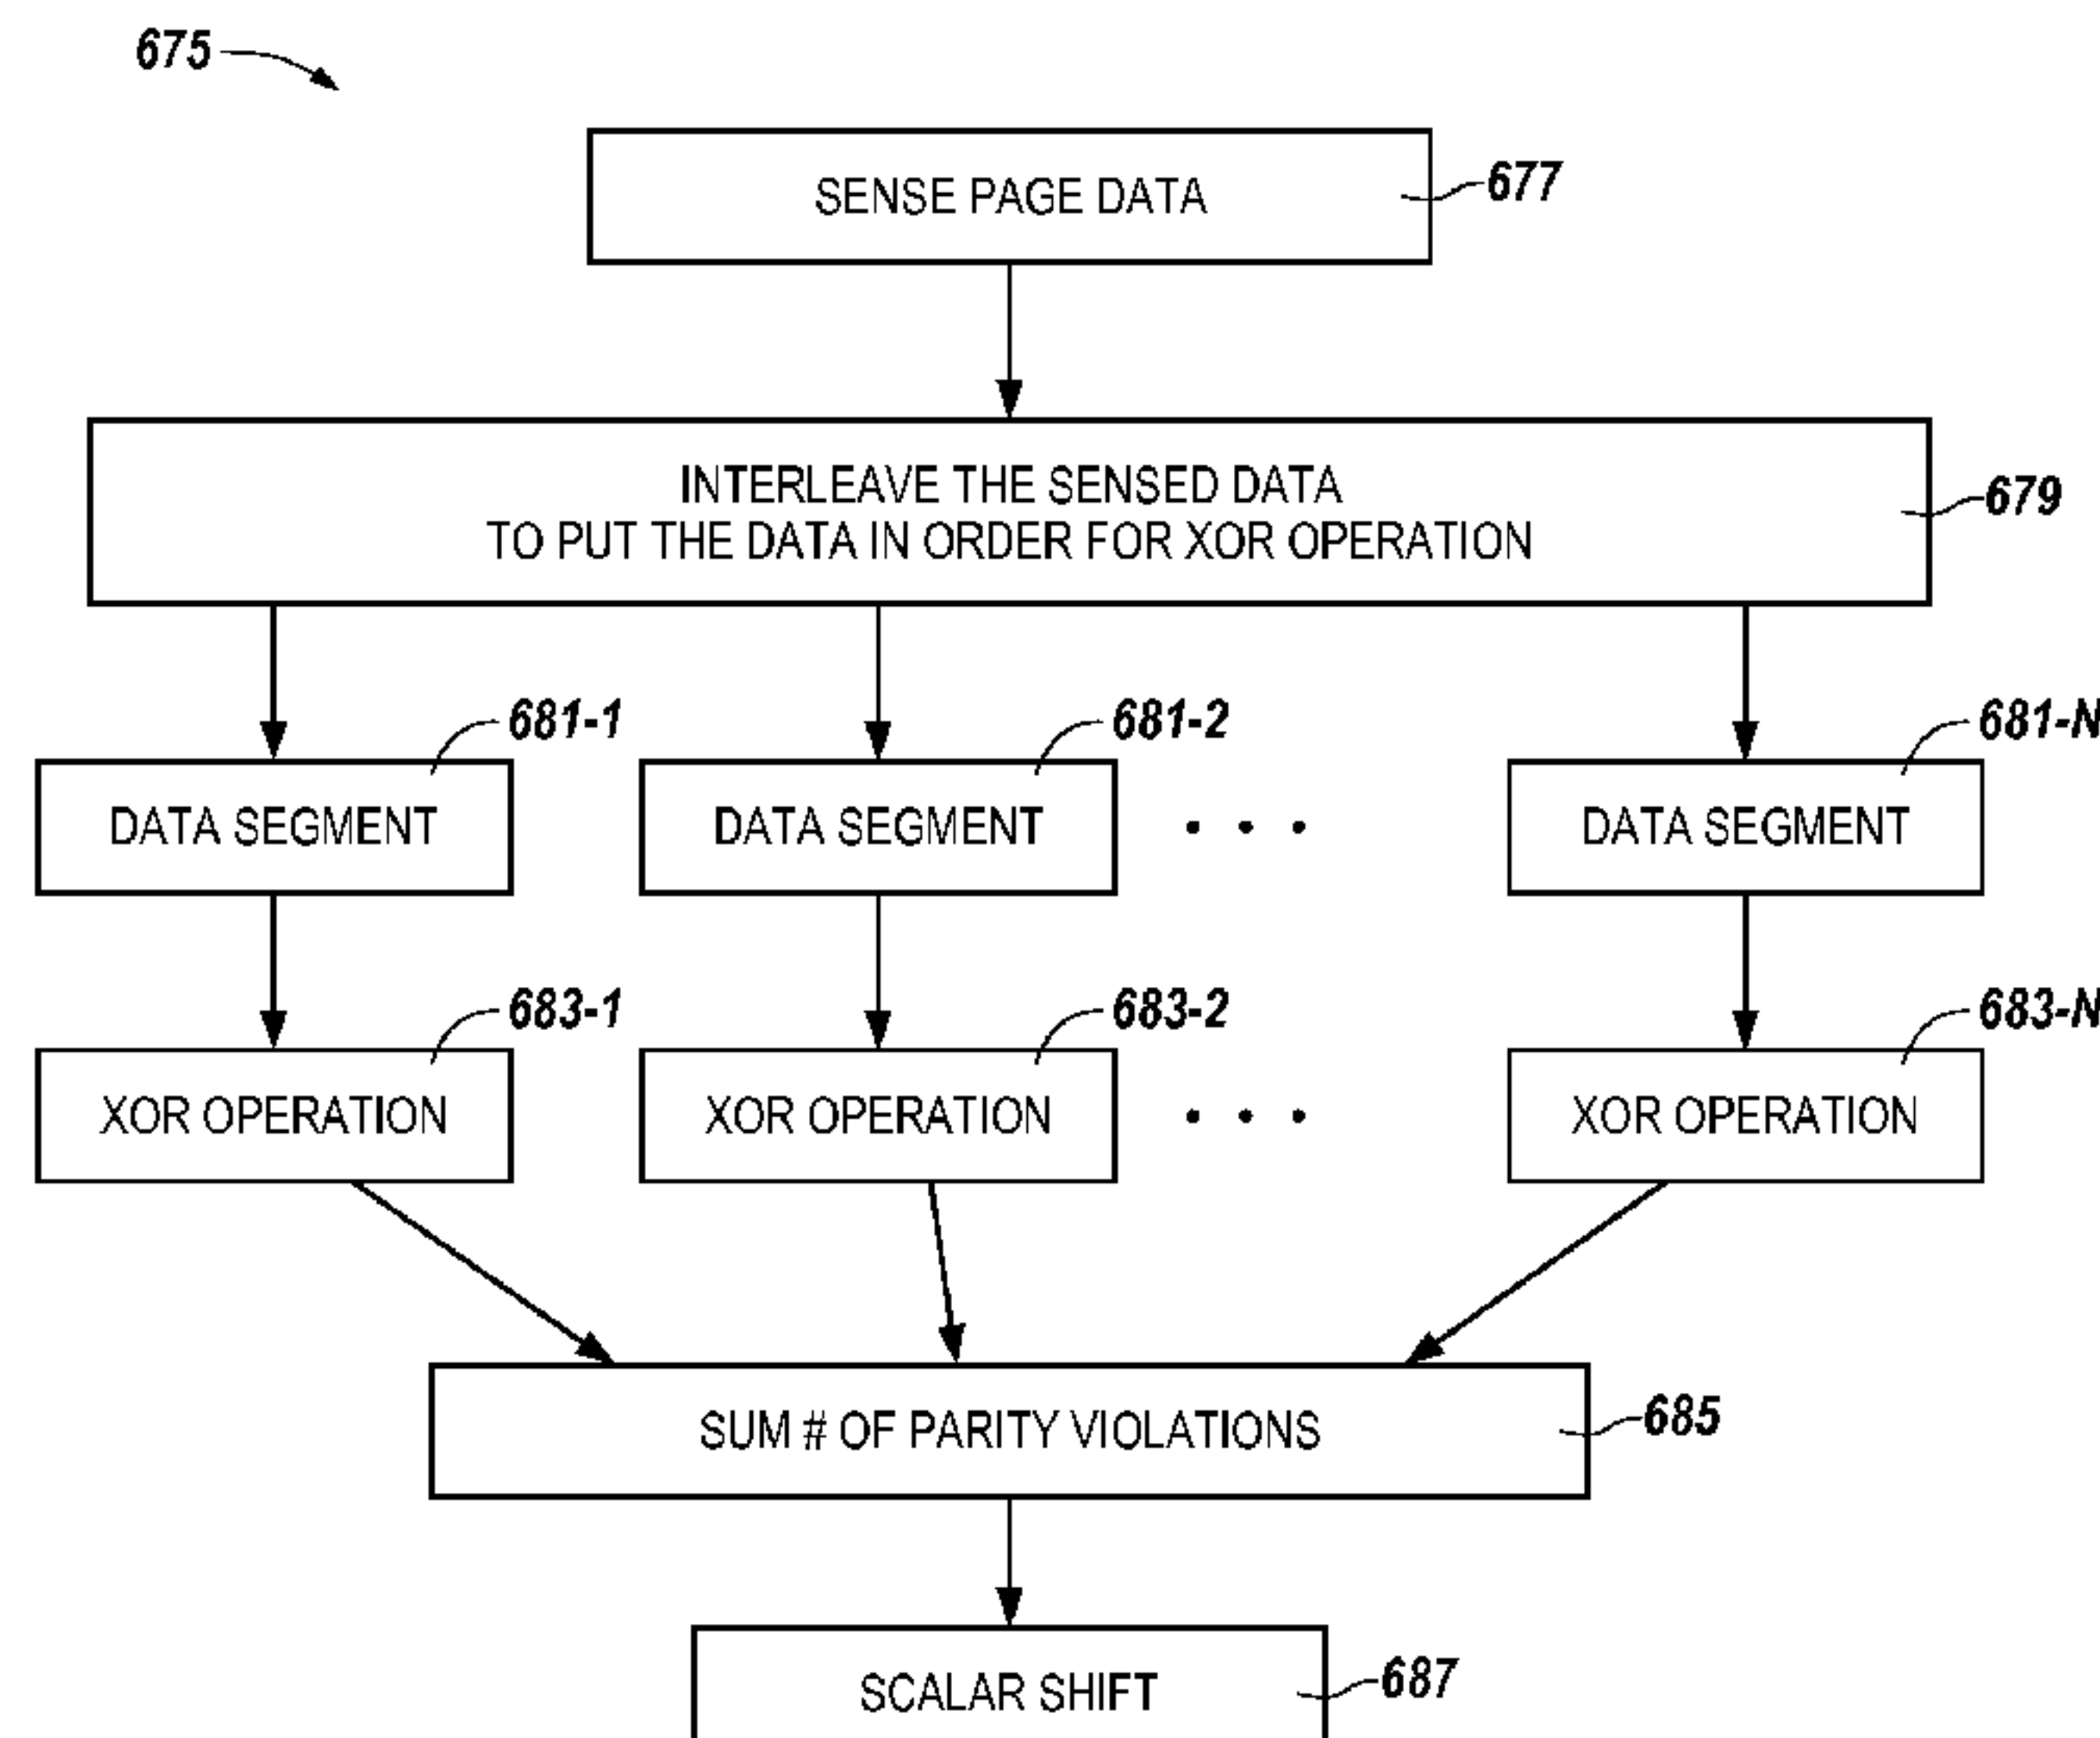 675
SENSE PAGE DATA
677
INTERLEAVE THE SENSED DATA
TO PUT THE DATA IN ORDER FOR XOR OPERATION
679
681-1
681-2
681-N
DATA SEGMENT
DATA SEGMENT
• • •
DATA SEGMENT
683-1
683-2
683-N
XOR OPERATION
XOR OPERATION
• • •
XOR OPERATION
SUM # OF PARITY VIOLATIONS
685
SCALAR SHIFT
687